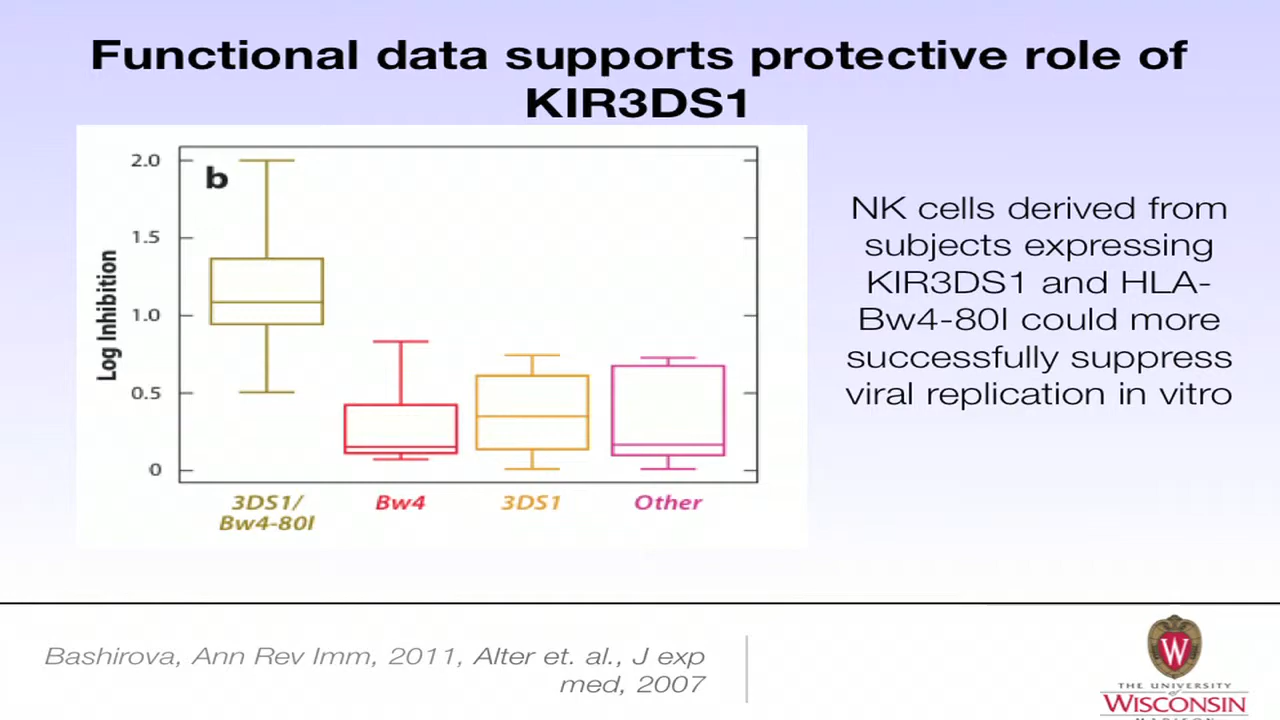 Functional data supports protective role of
KIR3DS1
b
2.0
1.5
1.0
0.5
0
Log Inhibition
3DS1/
Bw4-80I
Bw4
3DS1
Other
NK cells derived from
subjects expressing
KIR3DS1 and HLA-
Bw4-80I could more
successfully suppress
viral replication in vitro
Bashirova, Ann Rev Imm, 2011, Alter et. al., J exp
med, 2007
W
THE UNIVERSITY
of
WISCONSIN
MADISON